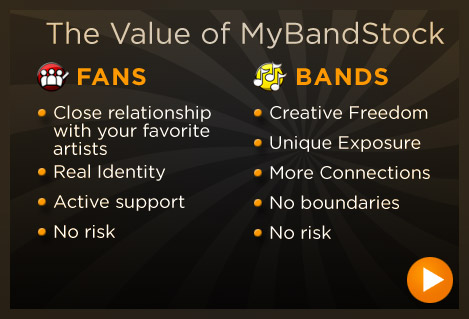 The Value of MyBandStock
FANS
Close relationship
with your favorite
artists
Real Identity
Active support
No risk
BANDS
Creative Freedom
Unique Exposure
More Connections
No boundaries
No risk